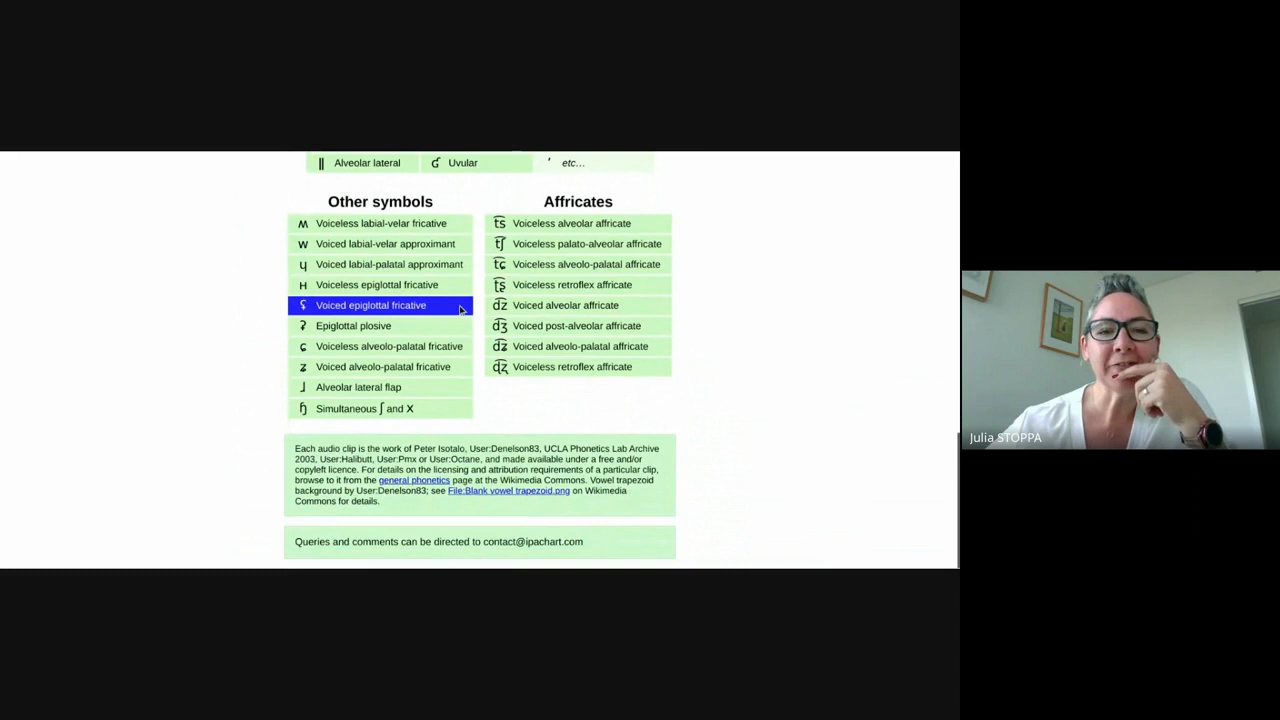 ǁ Alveolar lateral ʛ Uvular ʼ etc...
Other symbols
ʍ Voiceless labial-velar fricative
w Voiced labial-velar approximant
ɥ Voiced labial-palatal approximant
ʜ Voiceless epiglottal fricative
ʢ Voiced epiglottal fricative
ʡ Epiglottal plosive
ɕ Voiceless alveolo-palatal fricative
ʑ Voiced alveolo-palatal fricative
ɺ Alveolar lateral flap
ɧ Simultaneous ʃ and x
Affricates
t͡s Voiceless alveolar affricate
t͡ʃ Voiceless palato-alveolar affricate
t͡ɕ Voiceless alveolo-palatal affricate
ʈ͡ʂ Voiceless retroflex affricate
d͡z Voiced alveolar affricate
d͡ʒ Voiced post-alveolar affricate
d͡ʑ Voiced alveolo-palatal affricate
ɖ͡ʐ Voiceless retroflex affricate
Each audio clip is the work of Peter Isotalo, User:Denelson83, UCLA Phonetics Lab Archive
2003, User:Halibutt, User:Pmx or User:Octane, and made available under a free and/or
copyleft licence. For details on the licensing and attribution requirements of a particular clip,
browse to it from the general phonetics page at the Wikimedia Commons. Vowel trapezoid
background by User:Denelson83; see File:Blank vowel trapezoid.png on Wikimedia
Commons for details.
Queries and comments can be directed to contact@ipachart.com
Julia STOPPA